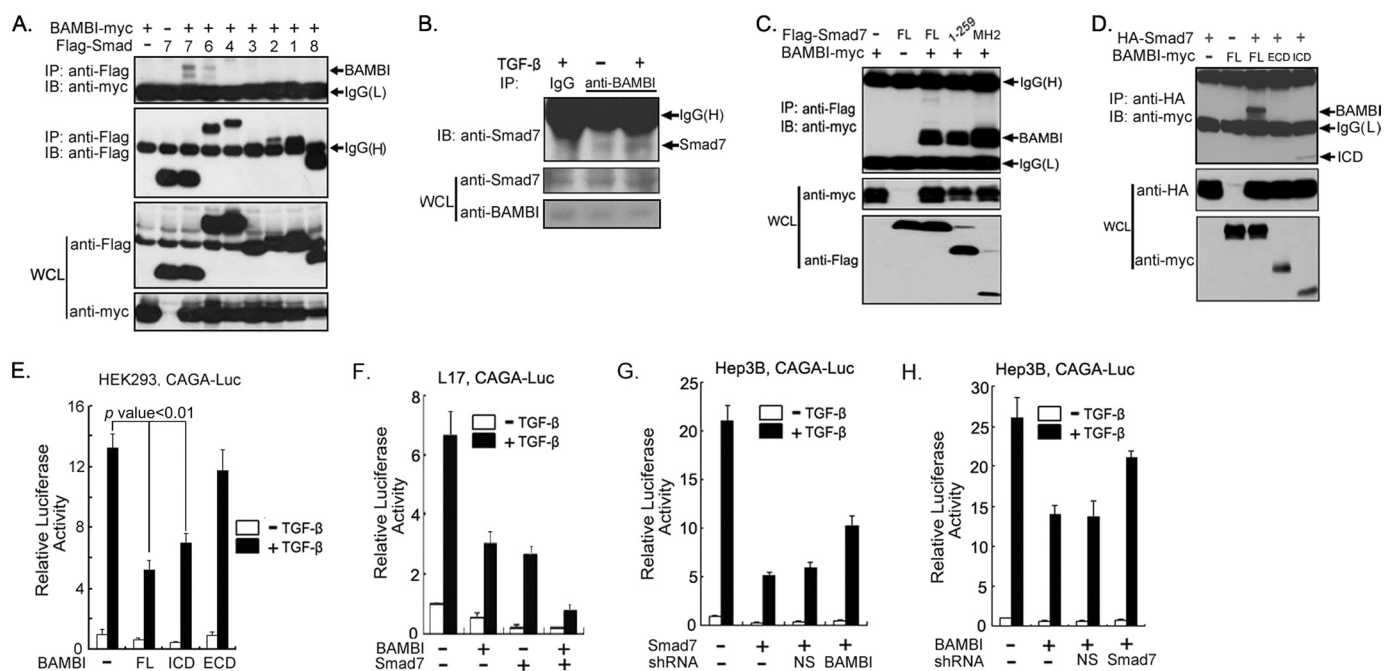 A.
BAMBI-myc + + + + + + + + +
Flag-Smad - 7 7 6 4 3 2 1 8
IP: anti-Flag
IB: anti-myc
BAMBI
IgG(L)
IP: anti-Flag
IB: anti-Flag
IgG(H)
WCL
anti-Flag
anti-myc
B.
TGF-β + - +
IP: IgG anti-BAMBI
IB: anti-Smad7
IgG(H)
Smad7
WCL
anti-Smad7
anti-BAMBI
C.
Flag-Smad7 - FL FL 1-259 MH2
BAMBI-myc + - + + +
IP: anti-Flag
IB: anti-myc
IgG(H)
BAMBI
IgG(L)
WCL
anti-myc
anti-Flag
D.
HA-Smad7 + - + + +
BAMBI-myc - FL FL ECD ICD
IP: anti-HA
IB: anti-myc
BAMBI
IgG(L)
ICD
WCL
anti-HA
anti-myc
E.
HEK293, CAGA-Luc
p value<0.01
Relative Luciferase
Activity
16
12
8
4
0
- TGF-β
+ TGF-β
BAMBI - FL ICD ECD
F.
L17, CAGA-Luc
Relative Luciferase
Activity
8
6
4
2
0
- TGF-β
+ TGF-β
BAMBI - + - +
Smad7 - - + +
G.
Hep3B, CAGA-Luc
Relative Luciferase
Activity
25
20
15
10
5
0
- TGF-β
+ TGF-β
Smad7 - + + +
shRNA - - NS BAMBI
H.
Hep3B, CAGA-Luc
Relative Luciferase
Activity
30
25
20
15
10
5
0
- TGF-β
+ TGF-β
BAMBI - + + +
shRNA - - NS Smad7